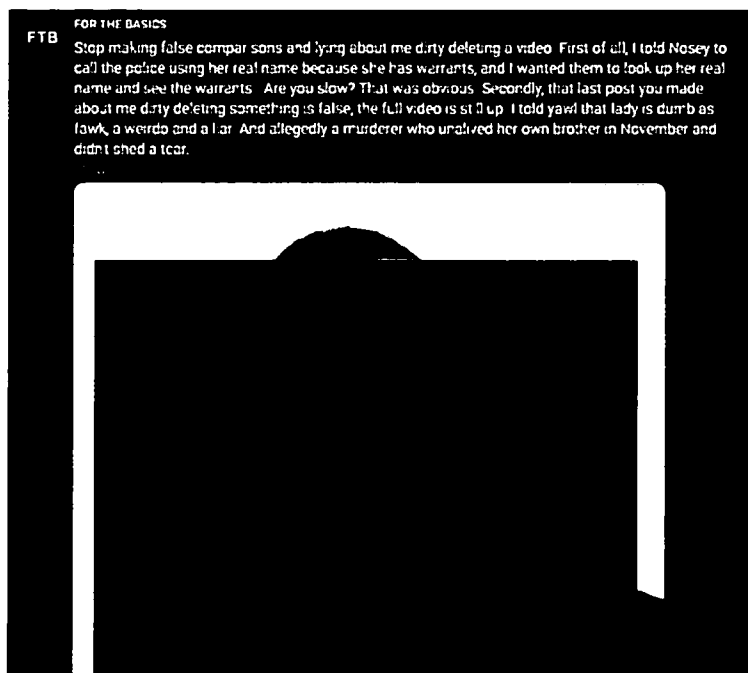 FTB
FOR THE BASICS
Stop making false comparisons and lying about me dirty deleting a video. First of all, I told Nosey to
call the police using her real name because she has warrants, and I wanted them to look up her real
name and see the warrants. Are you slow? That was obvious. Secondly, that last post you made
about me dirty deleting something is false, the full video is still up. I told yawl that lady is dumb as
fawk, a weirdo and a liar. And allegedly a murderer who unalived her own brother in November and
didn't shed a tear.